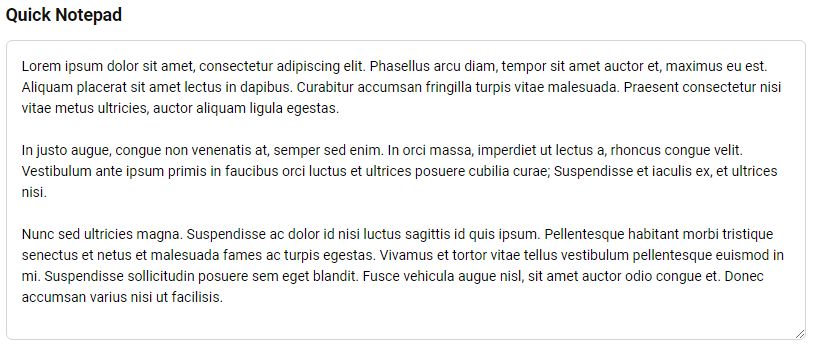 Quick Notepad
Lorem ipsum dolor sit amet, consectetur adipiscing elit. Phasellus arcu diam, tempor sit amet auctor et, maximus eu est.
Aliquam placerat sit amet lectus in dapibus. Curabitur accumsan fringilla turpis vitae malesuada. Praesent consectetur nisi
vitae metus ultricies, auctor aliquam ligula egestas.
In justo augue, congue non venenatis at, semper sed enim. In orci massa, imperdiet ut lectus a, rhoncus congue velit.
Vestibulum ante ipsum primis in faucibus orci luctus et ultrices posuere cubilia curae; Suspendisse et iaculis ex, et ultrices
nisi.
Nunc sed ultricies magna. Suspendisse ac dolor id nisi luctus sagittis id quis ipsum. Pellentesque habitant morbi tristique
senectus et netus et malesuada fames ac turpis egestas. Vivamus et tortor vitae tellus vestibulum pellentesque euismod in
mi. Suspendisse sollicitudin posuere sem eget blandit. Fusce vehicula augue nisl, sit amet auctor odio congue et. Donec
accumsan varius nisi ut facilisis.